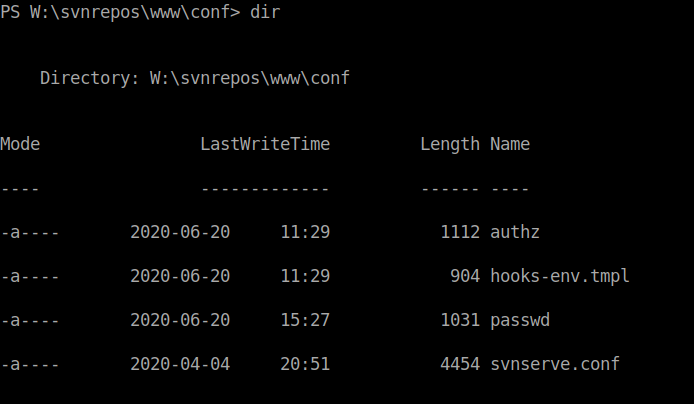 PS W:\svnrepos\www\conf> dir
Directory: W:\svnrepos\www\conf
Mode LastWriteTime Length Name
---- ------------- ------ ----
-a---- 2020-06-20 11:29 1112 authz
-a---- 2020-06-20 11:29 904 hooks-env.tmpl
-a---- 2020-06-20 15:27 1031 passwd
-a---- 2020-04-04 20:51 4454 svnserve.conf